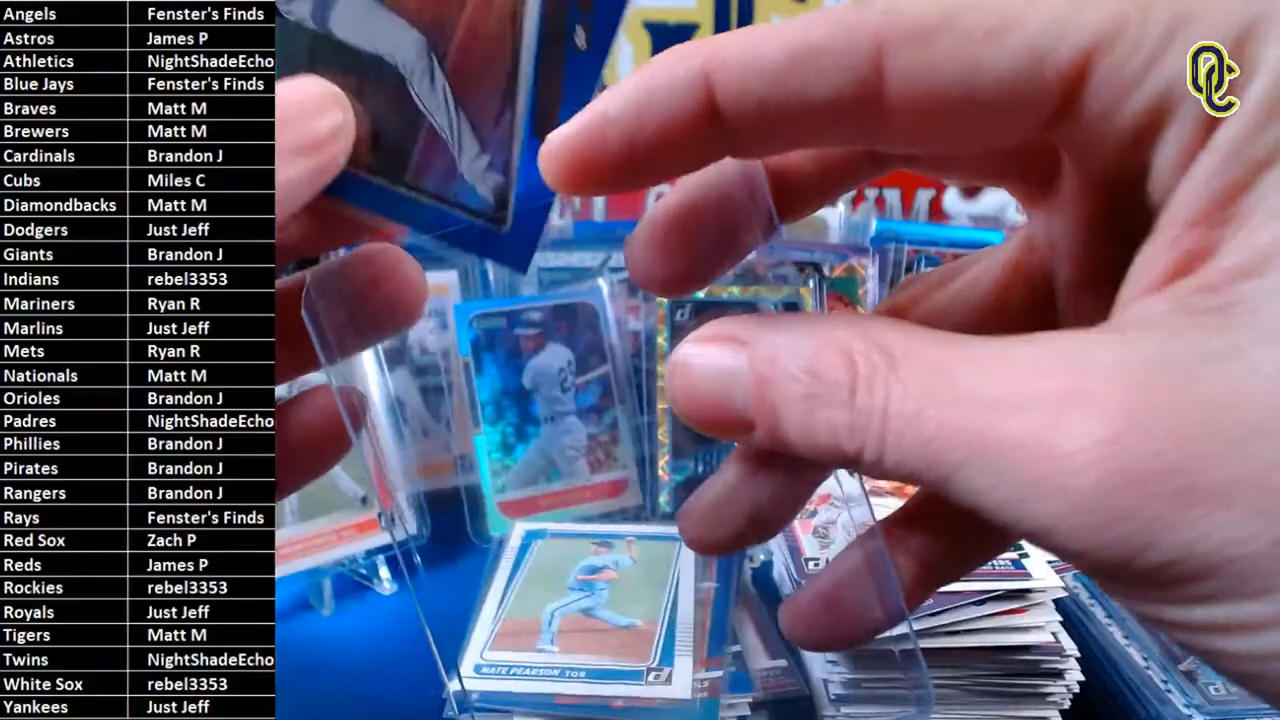 Angels Fenster's Finds
Astros James P
Athletics NightShadeEcho
Blue Jays Fenster's Finds
Braves Matt M
Brewers Matt M
Cardinals Brandon J
Cubs Miles C
Diamondbacks Matt M
Dodgers Just Jeff
Giants Brandon J
Indians rebel3353
Mariners Ryan R
Marlins Just Jeff
Mets Ryan R
Nationals Matt M
Orioles Brandon J
Padres NightShadeEcho
Phillies Brandon J
Pirates Brandon J
Rangers Brandon J
Rays Fenster's Finds
Red Sox Zach P
Reds James P
Rockies rebel3353
Royals Just Jeff
Tigers Matt M
Twins NightShadeEcho
White Sox rebel3353
Yankees Just Jeff
OC
NATE PEARSON TOR